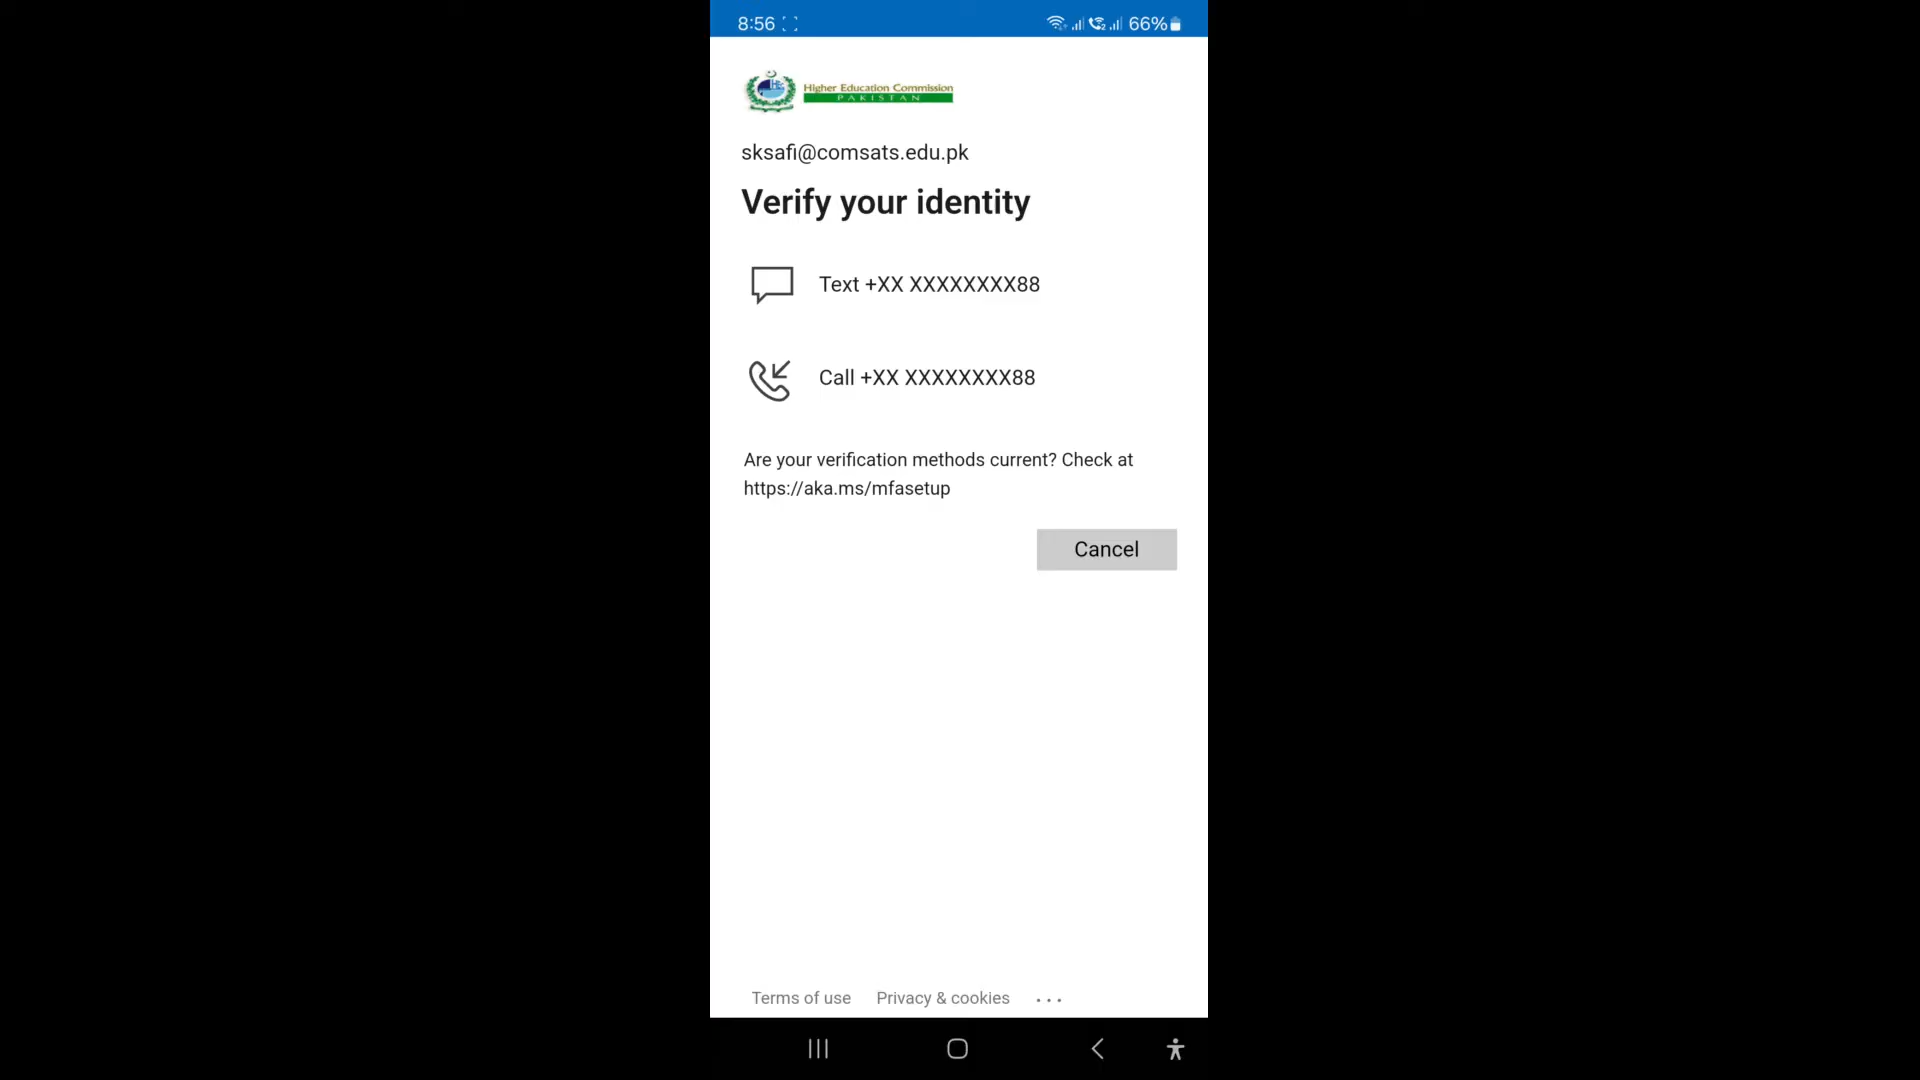 8:56
66%
Higher Education Commission
PAKISTAN
sksafi@comsats.edu.pk
Verify your identity
Text +XX XXXXXXXX88
Call +XX XXXXXXXX88
Are your verification methods current? Check at
https://aka.ms/mfasetup
Cancel
Terms of use Privacy & cookies ...